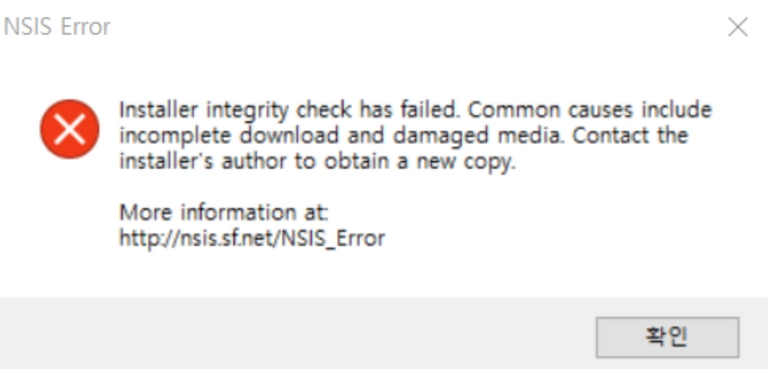 NSIS Error
Installer integrity check has failed. Common causes include
incomplete download and damaged media. Contact the
installer's author to obtain a new copy.
More information at:
http://nsis.sf.net/NSIS_Error
확인